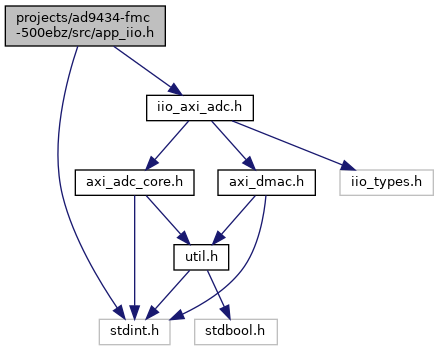 projects/ad9434-fmc
-500ebz/src/app_iio.h
iio_axi_adc.h
axi_adc_core.h
axi_dmac.h
iio_types.h
util.h
stdint.h
stdbool.h